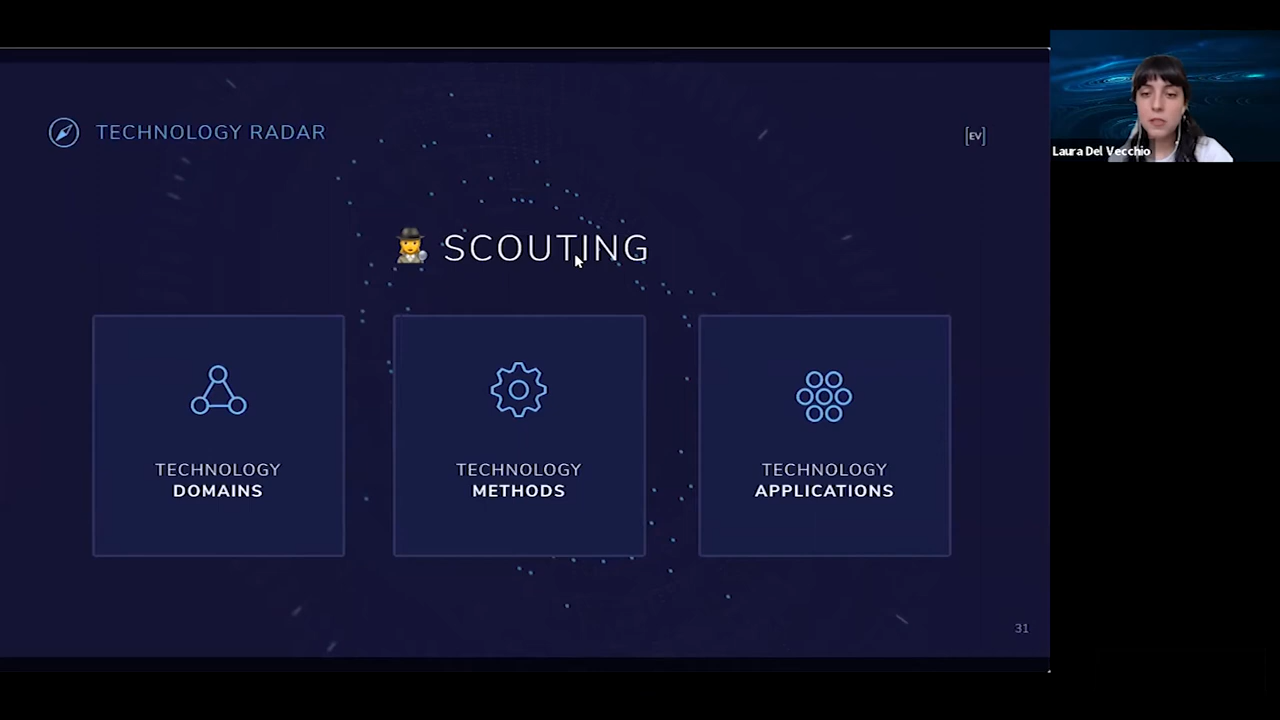 TECHNOLOGY RADAR
[EV]
Laura Del Vecchio
SCOUTING
TECHNOLOGY
DOMAINS
TECHNOLOGY
METHODS
TECHNOLOGY
APPLICATIONS
31